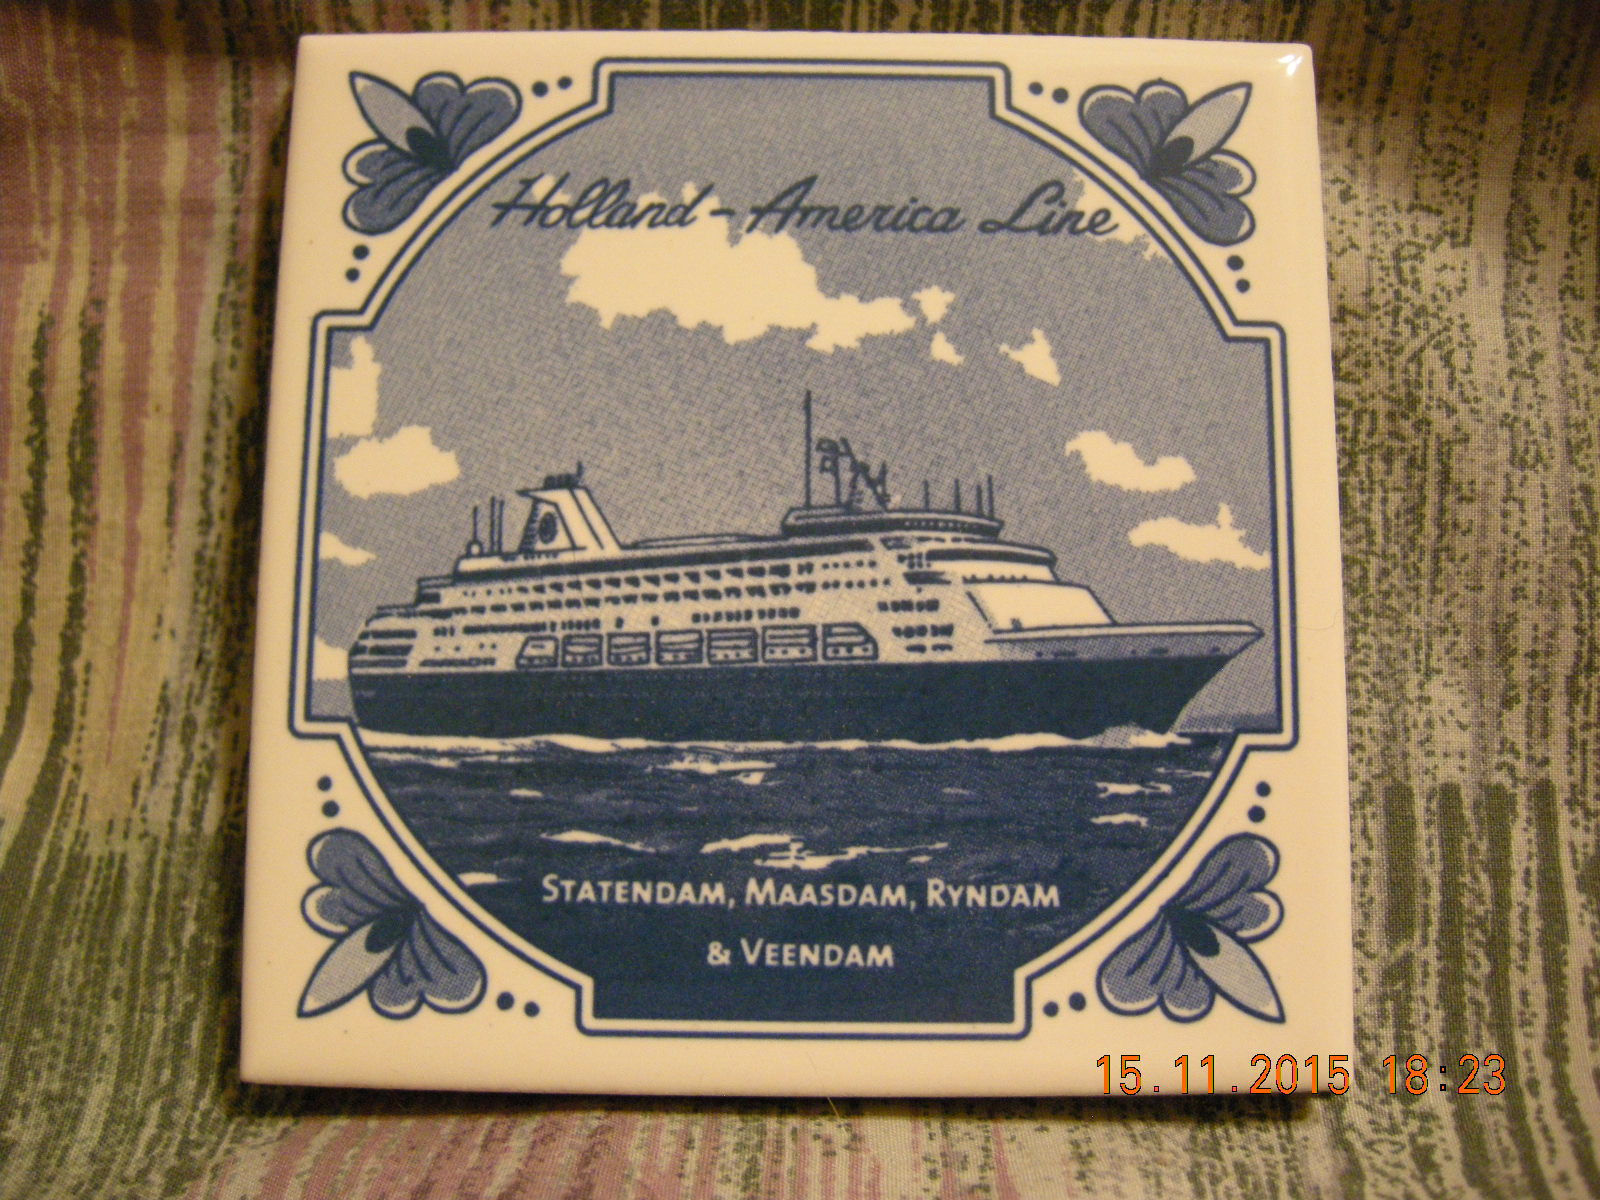 Holland-America Line
STATENDAM, MAASDAM, RYNDAM
& VEENDAM
15.11.2015 18:23